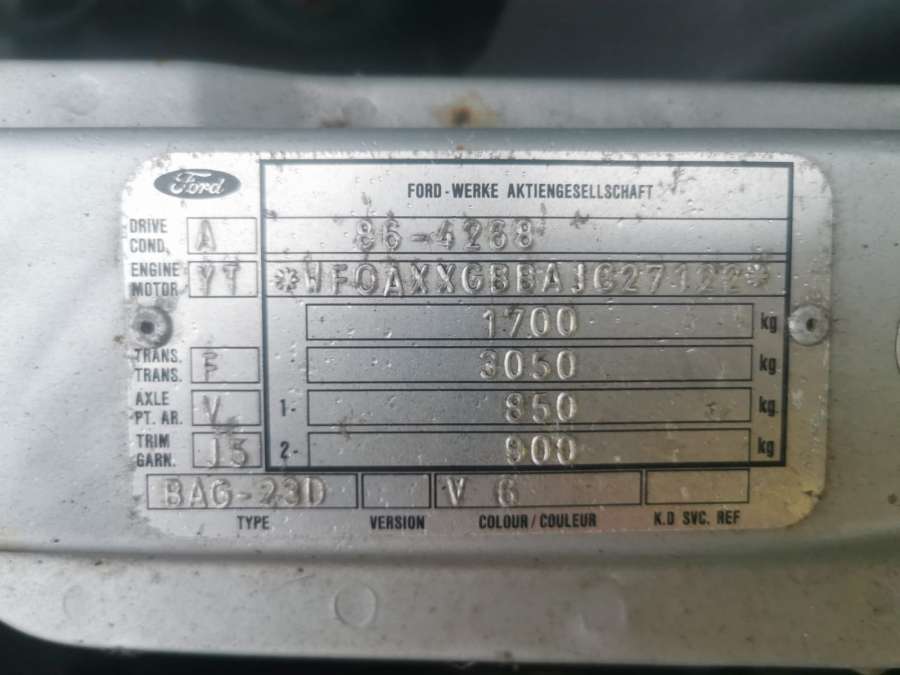 Ford
FORD-WERKE AKTIENGESELLSCHAFT
DRIVE COND. A 86-4268
ENGINE MOTOR YT *WF0AXXGBBAJG27122*
1700 kg
TRANS. TRANS. F 3050 kg
AXLE PT. AR. V 1- 850 kg
TRIM GARN. J5 2- 900 kg
BAG-23D V 6
TYPE VERSION COLOUR/COULEUR K.D SVC. REF